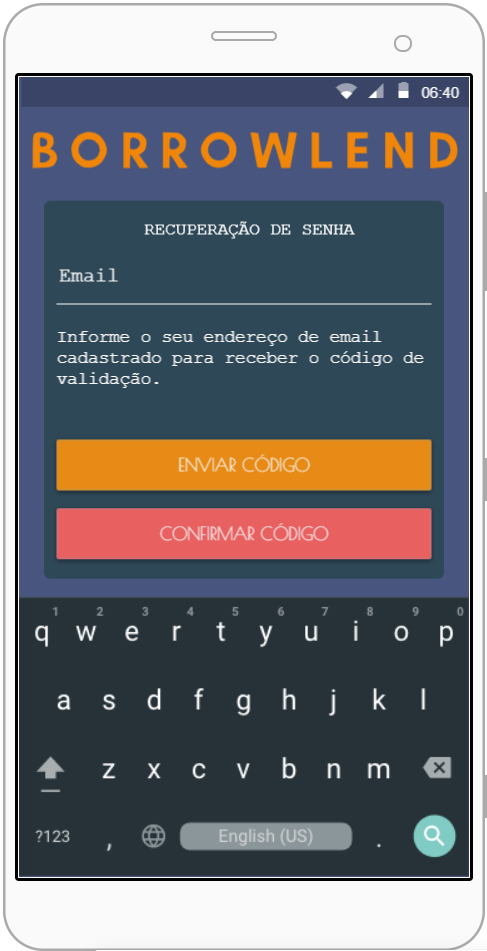 06:40
BORROWLEND
RECUPERAÇÃO DE SENHA
Email
Informe o seu endereço de email
cadastrado para receber o código de
validação.
ENVIAR CÓDIGO
CONFIRMAR CÓDIGO
1 2 3 4 5 6 7 8 9 0
q w e r t y u i o p
a s d f g h j k l
z x c v b n m
?123 , English (US) .